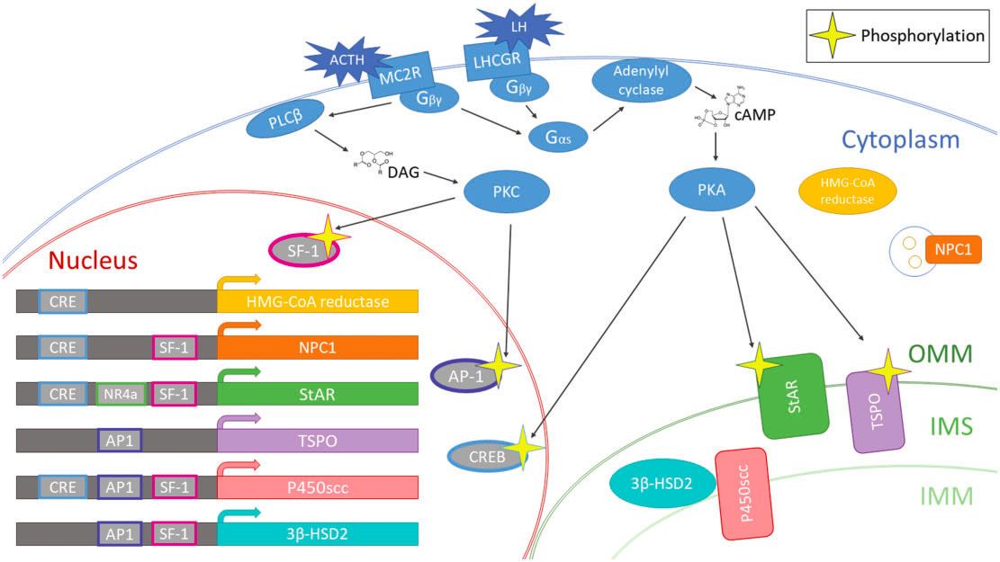 LH
Phosphorylation
ACTH
LHCGR
MC2R
Adenylyl
cyclase
Gβγ
Gβγ
PLCβ
cAMP
Gαs
Cytoplasm
DAG
PKC
PKA
HMG-CoA
reductase
SF-1
NPC1
Nucleus
CRE HMG-CoA reductase
CRE SF-1 NPC1
CRE NR4a SF-1 StAR
AP1 TSPO
CRE AP1 SF-1 P450scc
AP1 SF-1 3β-HSD2
AP-1
CREB
OMM
StAR
TSPO
IMS
3β-HSD2
P450scc
IMM